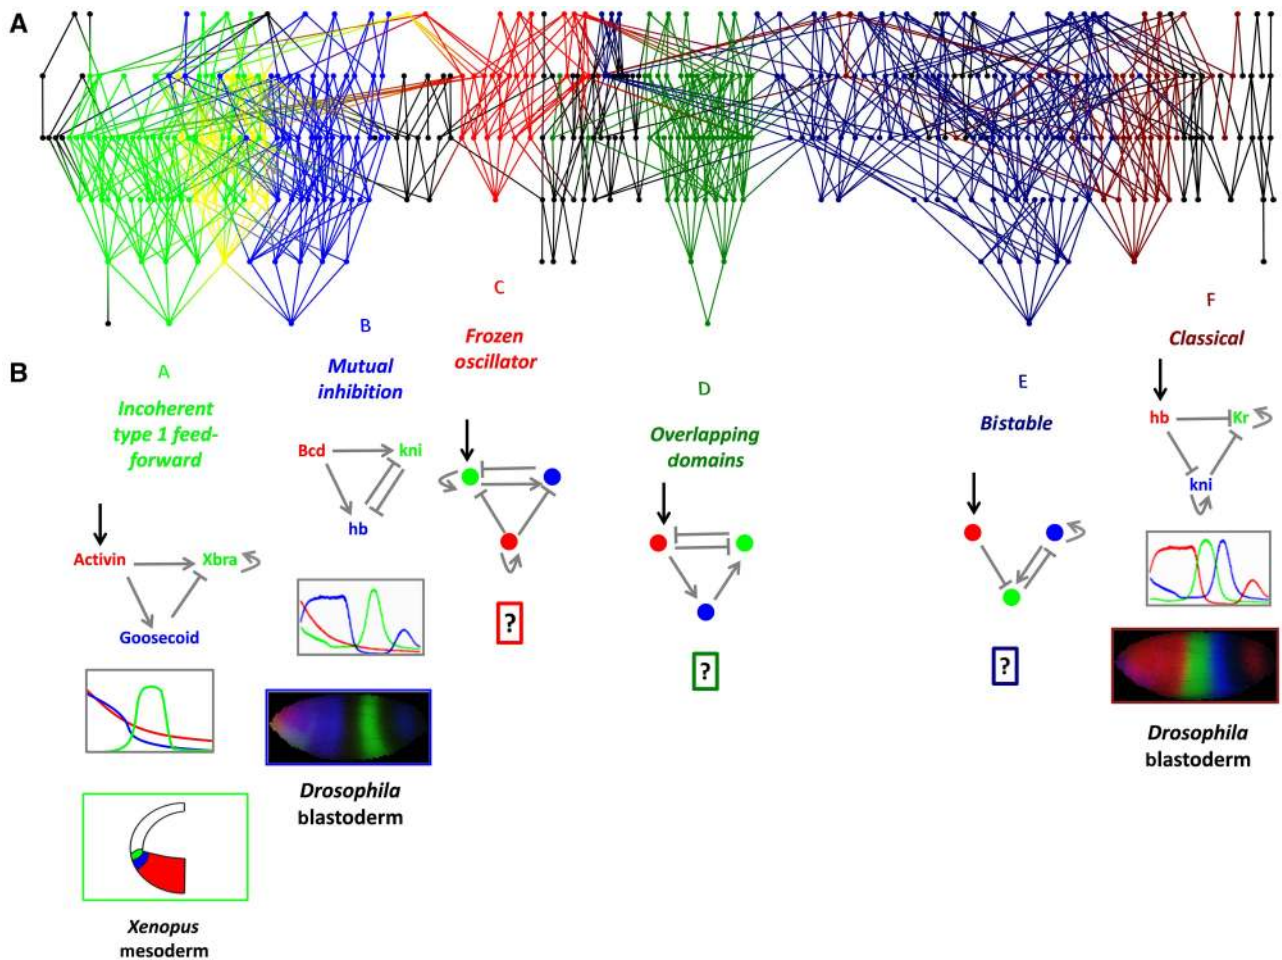 A
B
A
Incoherent
type 1 feed-
forward
Activin
Xbra
Goosecoid
Xenopus
mesoderm
B
Mutual
inhibition
Bcd
kni
hb
Drosophila
blastoderm
C
Frozen
oscillator
?
D
Overlapping
domains
?
E
Bistable
?
F
Classical
hb
Kr
kni
Drosophila
blastoderm